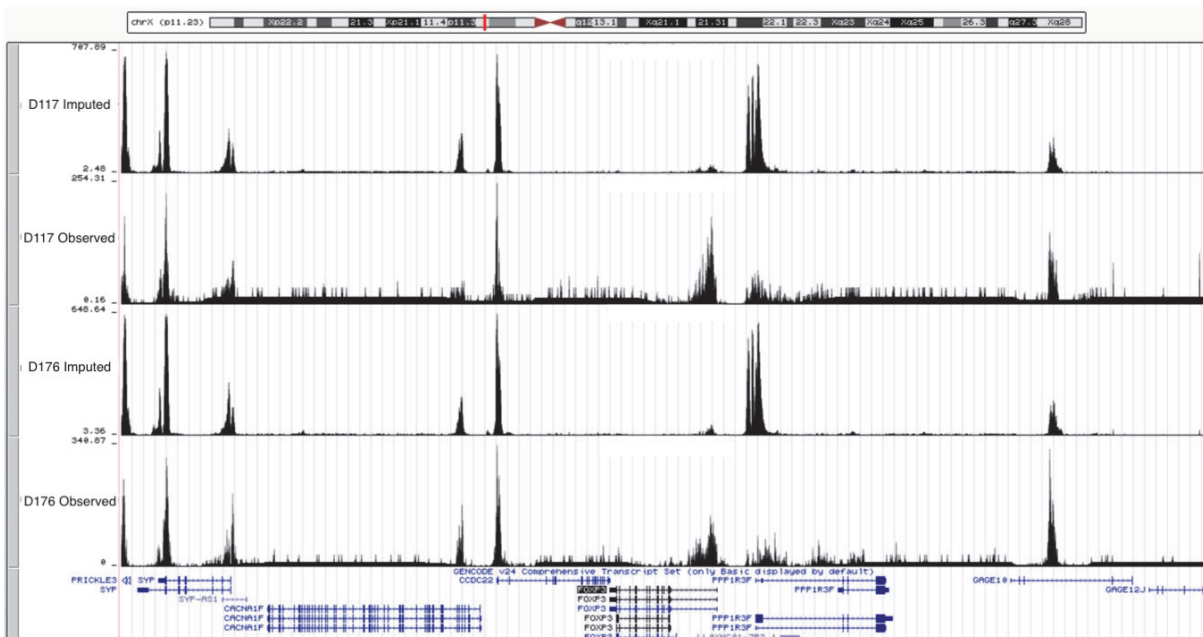 chrX (p11.23) Xp22.2 21.3 Xp21.1 11.4 p11.3 q12 13.1 Xq21.1 21.31 22.1 22.3 Xq23 Xq24 Xq25 26.3 q27.3 Xq28
707.89
D117 Imputed
2.48
254.31
D117 Observed
0.16
648.64
D176 Imputed
3.36
340.87
D176 Observed
0
GENCODE v24 Comprehensive Transcript Set (only Basic displayed by default)
PRICKLE3 SYP CCDC22 PPP1R3F GAGE10
SYP FOXP3 PPP1R3F GAGE12J
SYP-AS1 FOXP3
CACNA1F FOXP3
CACNA1F FOXP3 PPP1R3F
CACNA1F FOXP3 PPP1R3F
FOXP3